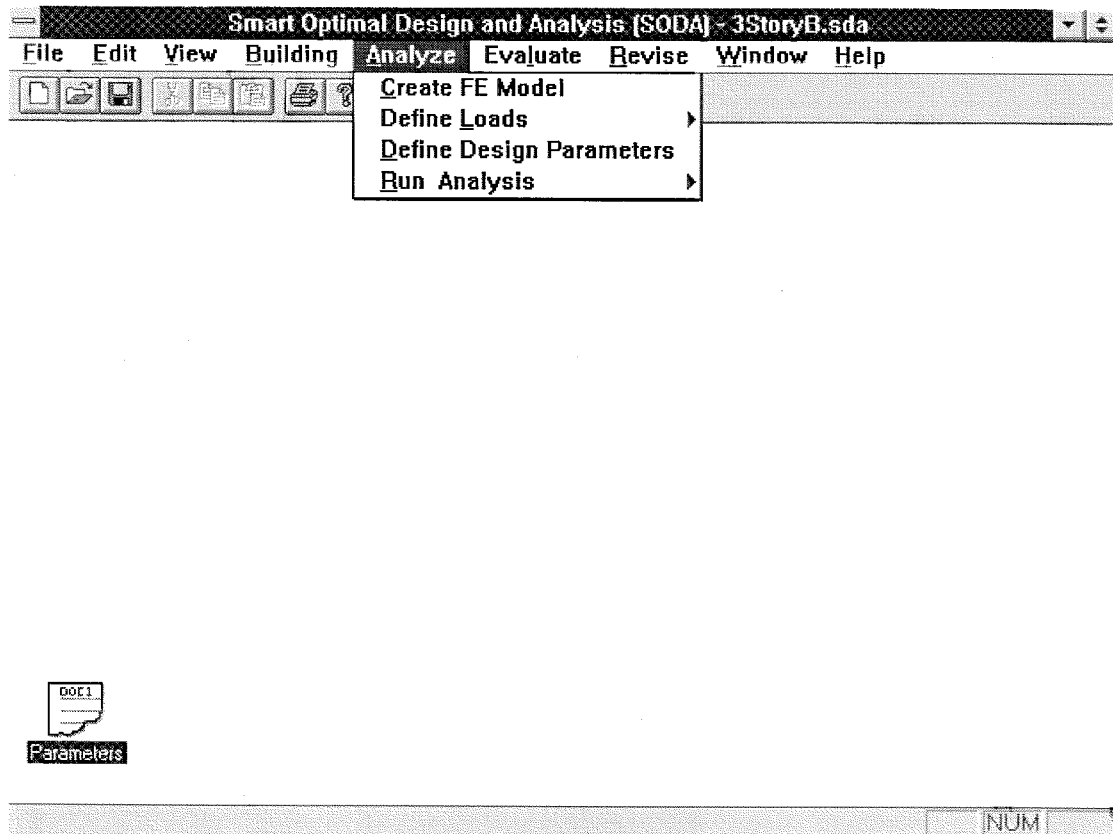 Smart Optimal Design and Analysis (SODA) - 3StoryB.sda
File Edit View Building Analyze Evaluate Revise Window Help
Create FE Model
Define Loads
Define Design Parameters
Run Analysis
DOC1
Parameters
NUM